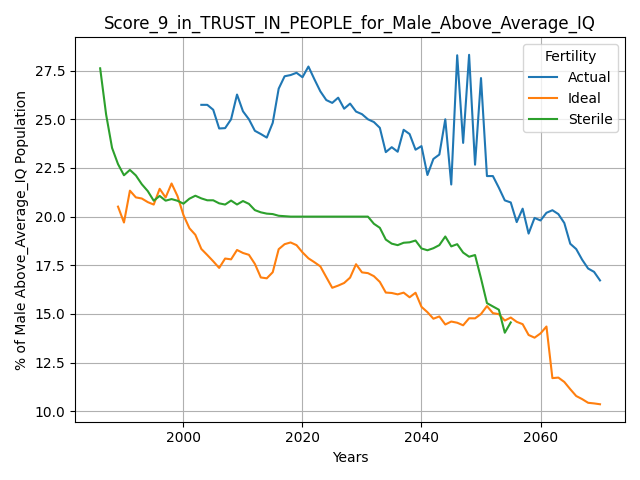 Score_9_in_TRUST_IN_PEOPLE_for_Male_Above_Average_IQ
% of Male Above_Average_IQ Population
27.5
25.0
22.5
20.0
17.5
15.0
12.5
10.0
Fertility
Actual
Ideal
Sterile
2000
2020
2040
2060
Years